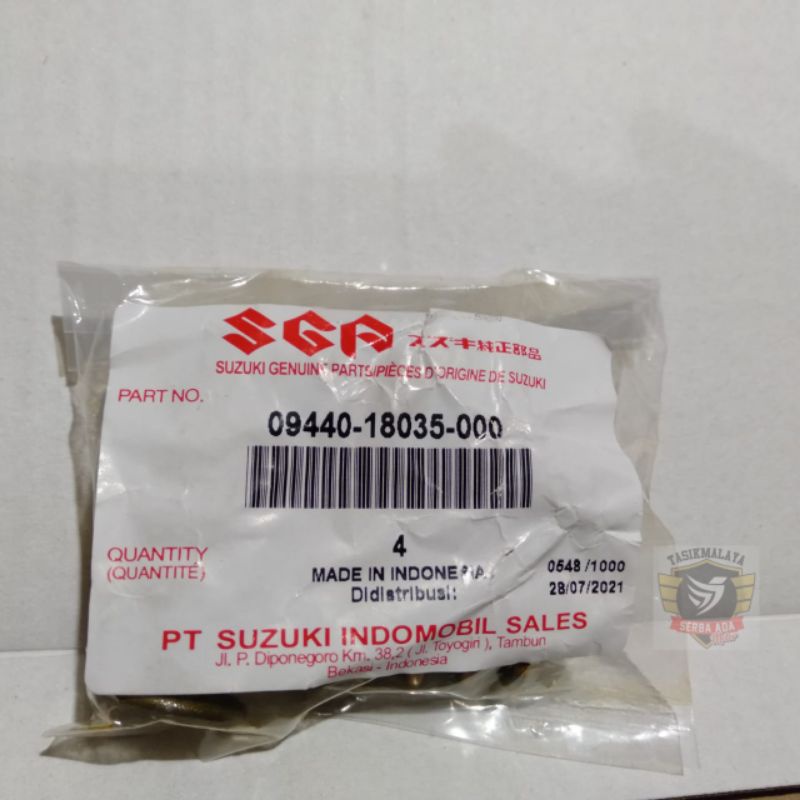 SGP スズキ純正部品
SUZUKI GENUINE PARTS/PIÈCES D'ORIGINE DE SUZUKI
PART NO.
09440-18035-000
QUANTITY
(QUANTITÉ)
4
MADE IN INDONESIA
Didistribusi:
0548 /1000
28/07/2021
PT SUZUKI INDOMOBIL SALES
Jl. P. Diponegoro Km. 38,2 ( Jl. Toyogiri ), Tambun
Bekasi - Indonesia
TASIKMALAYA
SERBA ADA